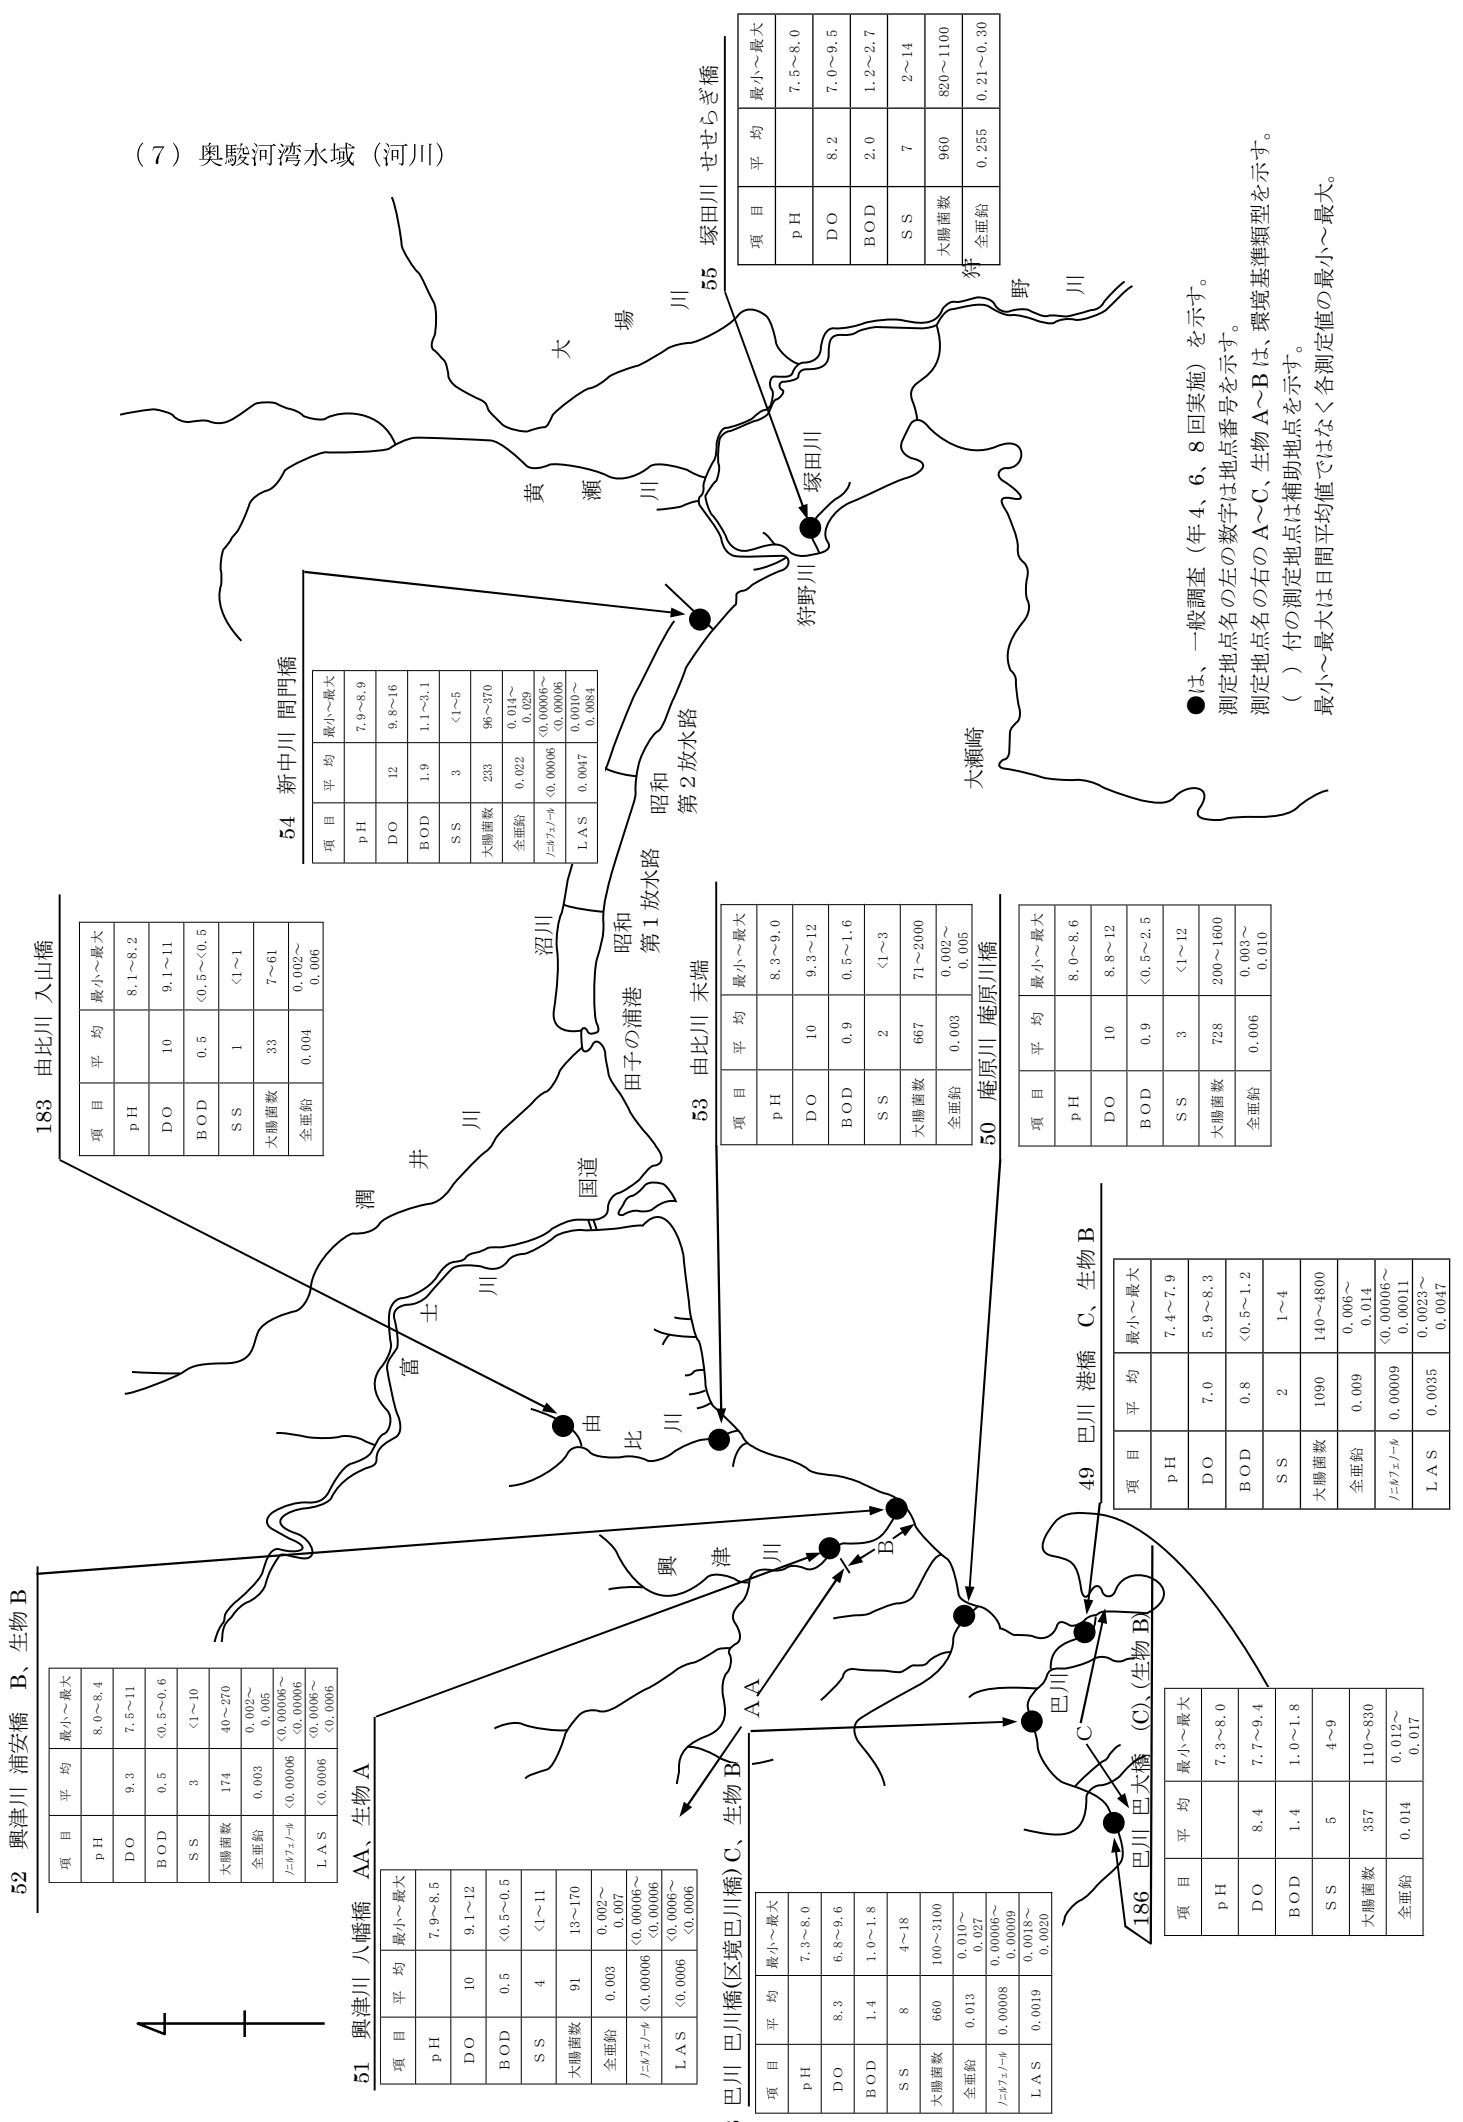 （７）奥駿河湾水域（河川）
183 由比川 入山橋
項　目 平　均 最小～最大
pH 8.1～8.2
DO 10 9.1～11
BOD 0.5 <0.5～<0.5
SS 1 <1～1
大腸菌数 33 7～61
全亜鉛 0.004 0.002～
0.006
54 新中川 間門橋
項　目 平　均 最小～最大
pH 7.9～8.9
DO 12 9.8～16
BOD 1.9 1.1～3.1
SS 3 <1～5
大腸菌数 233 96～370
全亜鉛 0.022 0.014～
0.029
ﾉﾆﾙﾌｪﾉｰﾙ <0.00006 <0.00006～
<0.00006
LAS 0.0047 0.0010～
0.0084
55 塚田川 せせらぎ橋
項　目 平　均 最小～最大
pH 7.5～8.0
DO 8.2 7.0～9.5
BOD 2.0 1.2～2.7
SS 7 2～14
大腸菌数 960 820～1100
全亜鉛 0.255 0.21～0.30
52 興津川 浦安橋 B、生物 B
項　目 平　均 最小～最大
pH 8.0～8.4
DO 9.3 7.5～11
BOD 0.5 <0.5～0.6
SS 3 <1～10
大腸菌数 174 40～270
全亜鉛 0.003 0.002～
0.005
ﾉﾆﾙﾌｪﾉｰﾙ <0.00006 <0.00006～
<0.00006
LAS <0.0006 <0.0006～
<0.0006
51 興津川 八幡橋 AA、生物 A
項　目 平　均 最小～最大
pH 7.9～8.5
DO 10 9.1～12
BOD 0.5 <0.5～0.5
SS 4 <1～11
大腸菌数 91 13～170
全亜鉛 0.003 0.002～
0.007
ﾉﾆﾙﾌｪﾉｰﾙ <0.00006 <0.00006～
<0.00006
LAS <0.0006 <0.0006～
<0.0006
53 由比川 末端
項　目 平　均 最小～最大
pH 8.3～9.0
DO 10 9.3～12
BOD 0.9 0.5～1.6
SS 2 <1～3
大腸菌数 667 71～2000
全亜鉛 0.003 0.002～
0.005
50 庵原川 庵原川橋
項　目 平　均 最小～最大
pH 8.0～8.6
DO 10 8.8～12
BOD 0.9 <0.5～2.5
SS 3 <1～12
大腸菌数 728 200～1600
全亜鉛 0.006 0.003～
0.010
巴川 巴川橋(区境巴川橋) C、生物 B
項　目 平　均 最小～最大
pH 7.3～8.0
DO 8.3 6.8～9.6
BOD 1.4 1.0～1.8
SS 8 4～18
大腸菌数 660 100～3100
全亜鉛 0.013 0.010～
0.027
ﾉﾆﾙﾌｪﾉｰﾙ 0.00008 0.00006～
0.00009
LAS 0.0019 0.0018～
0.0020
49 巴川 港橋 C、生物 B
項　目 平　均 最小～最大
pH 7.4～7.9
DO 7.0 5.9～8.3
BOD 0.8 <0.5～1.2
SS 2 1～4
大腸菌数 1090 140～4800
全亜鉛 0.009 0.006～
0.014
ﾉﾆﾙﾌｪﾉｰﾙ 0.00009 <0.00006～
0.00011
LAS 0.0035 0.0023～
0.0047
186 巴川 巴大橋 (C)、(生物 B)
項　目 平　均 最小～最大
pH 7.3～8.0
DO 8.4 7.7～9.4
BOD 1.4 1.0～1.8
SS 5 4～9
大腸菌数 357 110～830
全亜鉛 0.014 0.012～
0.017
大場川
黄瀬川
狩野川
塚田川
狩野川
昭和
第２放水路
昭和
第１放水路
沼川
田子の浦港
潤井川
国道
富士川
由比川
興津川
巴川
大瀬崎
AA
B
C
●は、一般調査（年 4、6、8 回実施）を示す。
測定地点名の左の数字は地点番号を示す。
測定地点名の右の A～C、生物 A～B は、環境基準類型を示す。
（　）付の測定地点は補助地点を示す。
最小～最大は日間平均値ではなく各測定値の最小～最大。